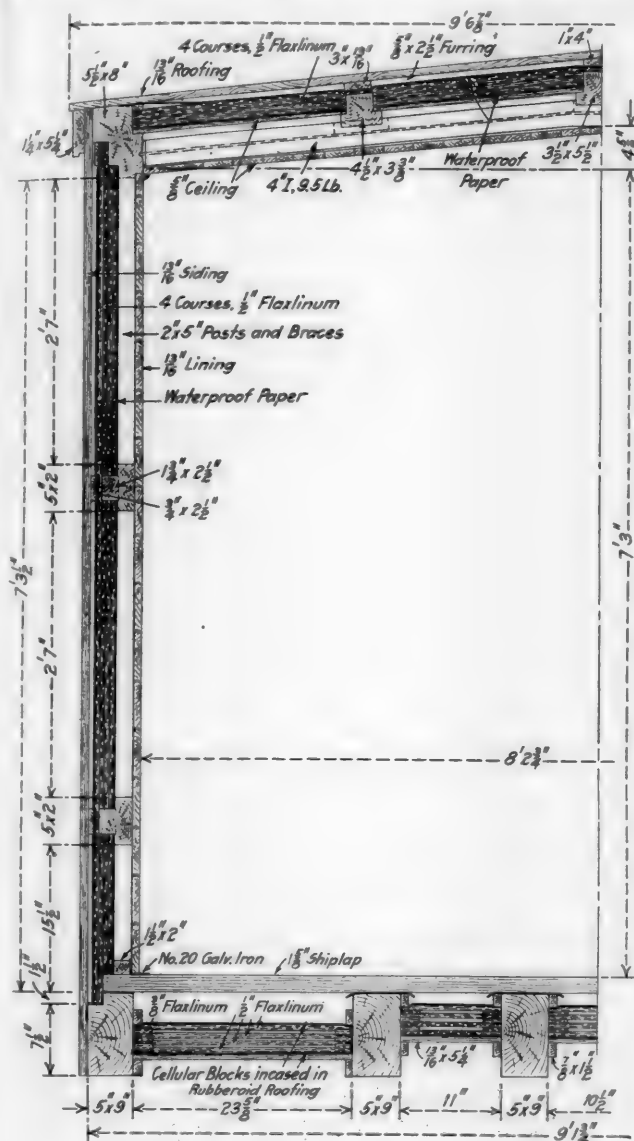 9'6 7/8"
4 Courses, 1/2" Flaxlinum
3"x 13/16"
5/8"x 2 1/2" Furring
1"x4"
13/16" Roofing
5 1/2"x8"
1 1/4"x5 1/4"
5/8" Ceiling
4" I, 9.5 Lb.
4 1/2"x 3 3/8"
Waterproof
Paper
3 1/2"x 5 1/2"
13/16" Siding
4 Courses, 1/2" Flaxlinum
2"x5" Posts and Braces
13/16" Lining
Waterproof Paper
2'7"
1 3/4"x 2 1/2"
3/4"x 2 1/2"
5"x2"
7'3 1/2"
7'3"
2'7"
8'2 3/4"
5"x2"
15 1/2"
1 1/2"x2"
No.20 Galv. Iron
1 5/8" Shiplap
1 1/2"
7 1/2"
Flaxlinum
1/2" Flaxlinum
Cellular Blocks incased in
Rubberoid Roofing
13/16"x5 1/4"
7/8"x1 1/2"
5"x9"
23 5/8"
5"x9"
11"
5"x9"
10 1/2"
9'1 3/4"